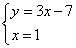 y = 3x - 7
x = 1